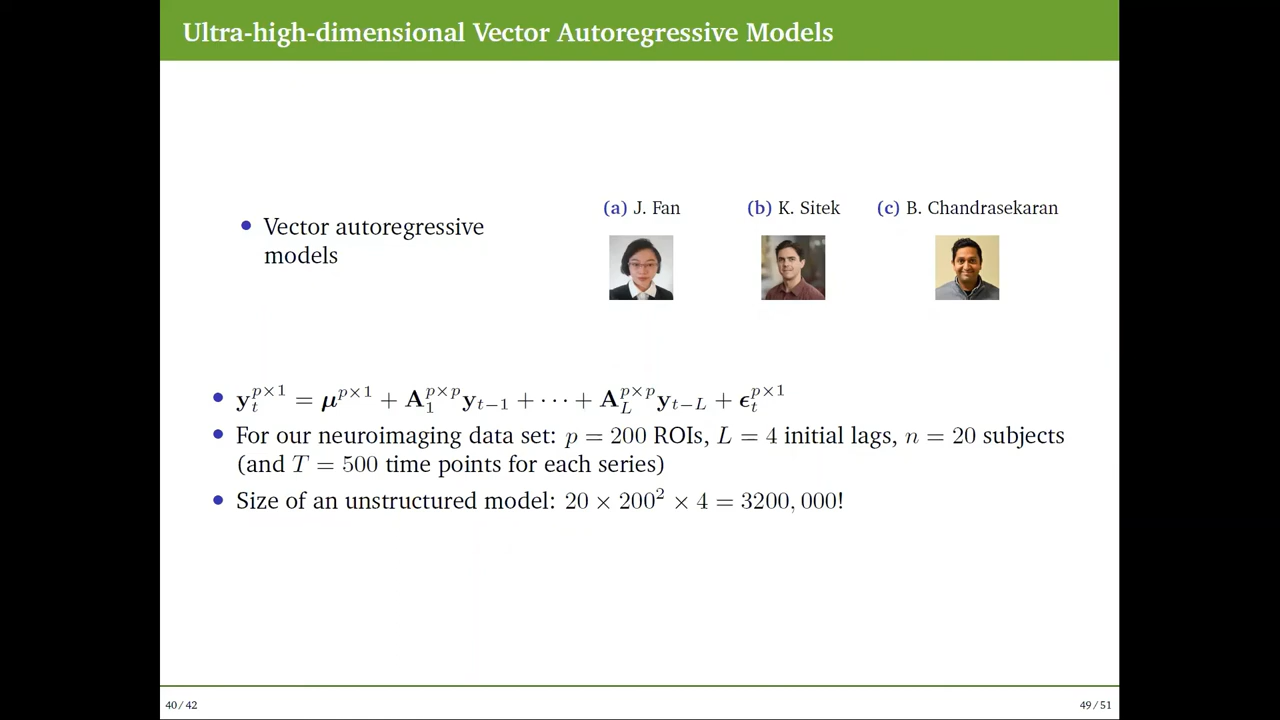 Ultra-high-dimensional Vector Autoregressive Models
(a) J. Fan (b) K. Sitek (c) B. Chandrasekaran
• Vector autoregressive
models
• y_t^{p×1} = μ^{p×1} + A_1^{p×p} y_{t−1} + ··· + A_L^{p×p} y_{t−L} + ϵ_t^{p×1}
• For our neuroimaging data set: p = 200 ROIs, L = 4 initial lags, n = 20 subjects
(and T = 500 time points for each series)
• Size of an unstructured model: 20 × 200² × 4 = 3200, 000!
40 / 42 49 / 51